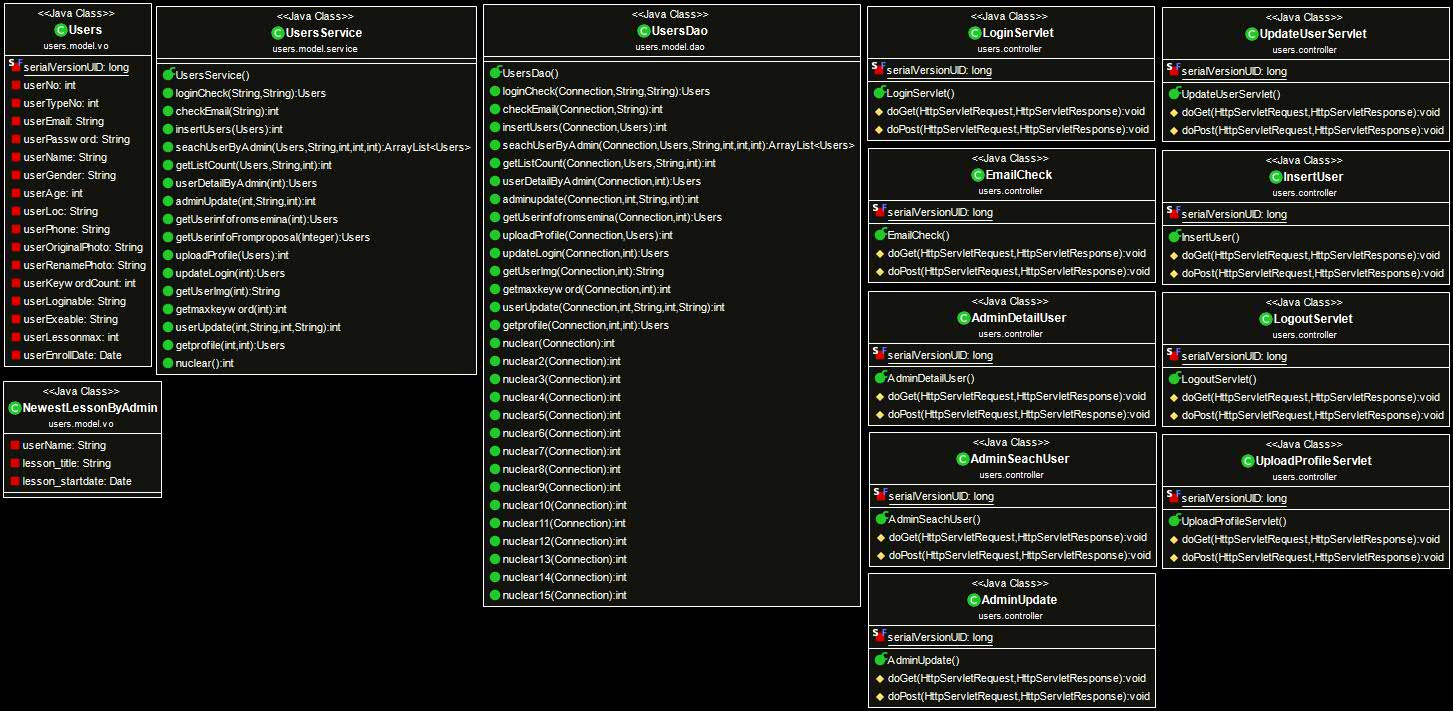 <<Java Class>>
Users
users.model.vo
serialVersionUID: long
userNo: int
userTypeNo: int
userEmail: String
userPassword: String
userName: String
userGender: String
userAge: int
userLoc: String
userPhone: String
userOriginalPhoto: String
userRenamePhoto: String
userKeywordCount: int
userLoginable: String
userExeable: String
userLessonmax: int
userEnrollDate: Date
<<Java Class>>
NewestLessonByAdmin
users.model.vo
userName: String
lesson_title: String
lesson_startdate: Date
<<Java Class>>
UsersService
users.model.service
UsersService()
loginCheck(String,String):Users
checkEmail(String):int
insertUsers(Users):int
seachUserByAdmin(Users,String,int,int,int):ArrayList<Users>
getListCount(Users,String,int):int
userDetailByAdmin(int):Users
adminUpdate(int,String,int):int
getUserinfofromsemina(int):Users
getUserinfoFromproposal(Integer):Users
uploadProfile(Users):int
updateLogin(int):Users
getUserImg(int):String
getmaxkeyword(int):int
userUpdate(int,String,int,String):int
getprofile(int,int):Users
nuclear():int
<<Java Class>>
UsersDao
users.model.dao
UsersDao()
loginCheck(Connection,String,String):Users
checkEmail(Connection,String):int
insertUsers(Connection,Users):int
seachUserByAdmin(Connection,Users,String,int,int,int):ArrayList<Users>
getListCount(Connection,Users,String,int):int
userDetailByAdmin(Connection,int):Users
adminupdate(Connection,int,String,int):int
getUserinfofromsemina(Connection,int):Users
uploadProfile(Connection,Users):int
updateLogin(Connection,int):Users
getUserImg(Connection,int):String
getmaxkeyword(Connection,int):int
userUpdate(Connection,int,String,int,String):int
getprofile(Connection,int,int):Users
nuclear(Connection):int
nuclear2(Connection):int
nuclear3(Connection):int
nuclear4(Connection):int
nuclear5(Connection):int
nuclear6(Connection):int
nuclear7(Connection):int
nuclear8(Connection):int
nuclear9(Connection):int
nuclear10(Connection):int
nuclear11(Connection):int
nuclear12(Connection):int
nuclear13(Connection):int
nuclear14(Connection):int
nuclear15(Connection):int
<<Java Class>>
LoginServlet
users.controller
serialVersionUID: long
LoginServlet()
doGet(HttpServletRequest,HttpServletResponse):void
doPost(HttpServletRequest,HttpServletResponse):void
<<Java Class>>
EmailCheck
users.controller
serialVersionUID: long
EmailCheck()
doGet(HttpServletRequest,HttpServletResponse):void
doPost(HttpServletRequest,HttpServletResponse):void
<<Java Class>>
AdminDetailUser
users.controller
serialVersionUID: long
AdminDetailUser()
doGet(HttpServletRequest,HttpServletResponse):void
doPost(HttpServletRequest,HttpServletResponse):void
<<Java Class>>
AdminSeachUser
users.controller
serialVersionUID: long
AdminSeachUser()
doGet(HttpServletRequest,HttpServletResponse):void
doPost(HttpServletRequest,HttpServletResponse):void
<<Java Class>>
AdminUpdate
users.controller
serialVersionUID: long
AdminUpdate()
doGet(HttpServletRequest,HttpServletResponse):void
doPost(HttpServletRequest,HttpServletResponse):void
<<Java Class>>
UpdateUserServlet
users.controller
serialVersionUID: long
UpdateUserServlet()
doGet(HttpServletRequest,HttpServletResponse):void
doPost(HttpServletRequest,HttpServletResponse):void
<<Java Class>>
InsertUser
users.controller
serialVersionUID: long
InsertUser()
doGet(HttpServletRequest,HttpServletResponse):void
doPost(HttpServletRequest,HttpServletResponse):void
<<Java Class>>
LogoutServlet
users.controller
serialVersionUID: long
LogoutServlet()
doGet(HttpServletRequest,HttpServletResponse):void
doPost(HttpServletRequest,HttpServletResponse):void
<<Java Class>>
UploadProfileServlet
users.controller
serialVersionUID: long
UploadProfileServlet()
doGet(HttpServletRequest,HttpServletResponse):void
doPost(HttpServletRequest,HttpServletResponse):void